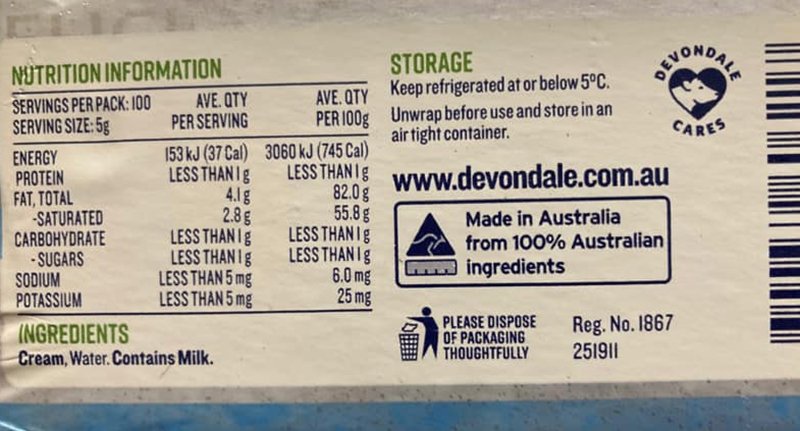 NUTRITION INFORMATION
SERVINGS PER PACK: 100 AVE. QTY AVE. QTY
SERVING SIZE: 5g PER SERVING PER 100g
ENERGY 153 kJ (37 Cal) 3060 kJ (745 Cal)
PROTEIN LESS THAN 1 g LESS THAN 1 g
FAT, TOTAL 4.1 g 82.0 g
-SATURATED 2.8 g 55.8 g
CARBOHYDRATE LESS THAN 1 g LESS THAN 1 g
-SUGARS LESS THAN 1 g LESS THAN 1 g
SODIUM LESS THAN 5 mg 6.0 mg
POTASSIUM LESS THAN 5 mg 25 mg
INGREDIENTS
Cream, Water. Contains Milk.
STORAGE
Keep refrigerated at or below 5°C.
Unwrap before use and store in an
air tight container.
www.devondale.com.au
Made in Australia
from 100% Australian
ingredients
PLEASE DISPOSE
OF PACKAGING
THOUGHTFULLY
Reg. No. 1867
251911
DEVONDALE
CARES